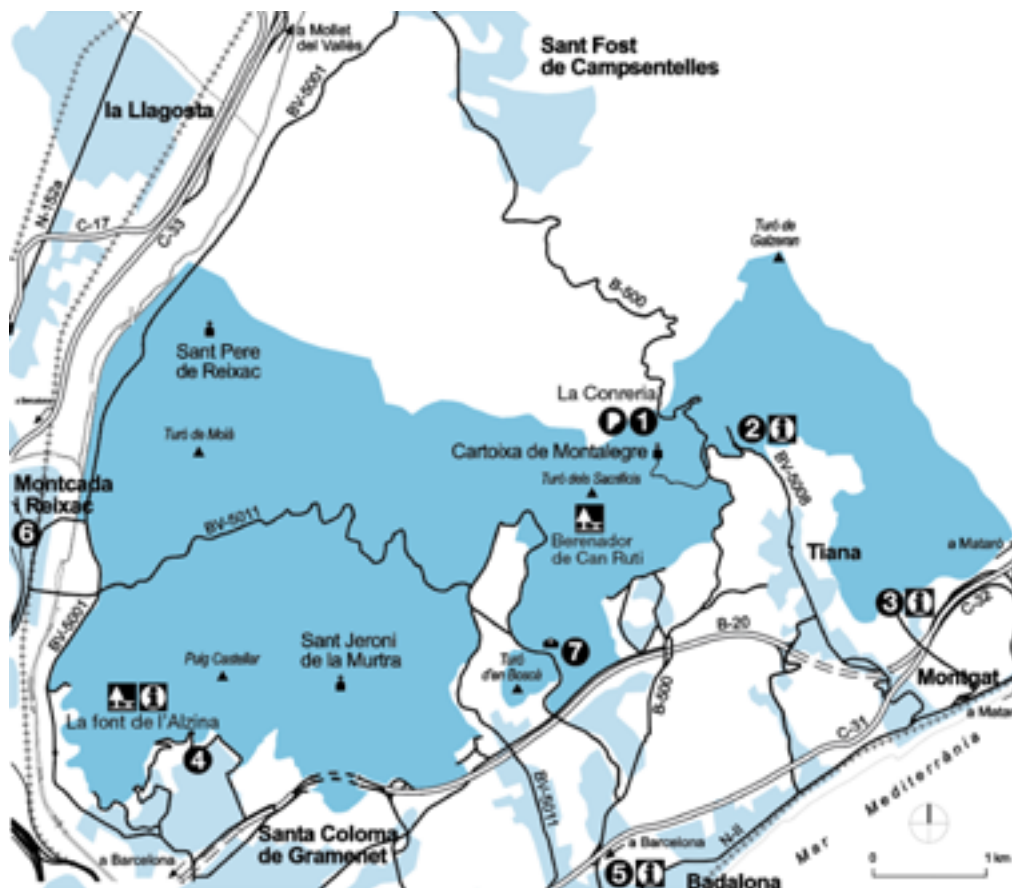 a Mollet
del Vallès
Sant Fost
de Campsentelles
BV-5001
la Llagosta
N-152a
C-17
C-33
Turó de
Galzeran
B-500
Sant Pere
de Reixac
La Conreria
P 1
2 i
Turó de Moià
Cartoixa de Montalegre
BV-5008
Montcada
i Reixac
6
Turó dels Sacrificis
BV-5011
Berenador
de Can Ruti
Tiana
a Mataró
3 i
C-32
BV-5001
Sant Jeroni
de la Murtra
B-20
Puig Castellar
7
Turó
d'en Boscà
B-500
Montgat
i
La font de l'Alzina
a Mataró
4
C-31
Mar Mediterrània
BV-5011
Santa Coloma
de Gramenet
a Barcelona
a Barcelona
N-II
5 i
Badalona
0 1 km